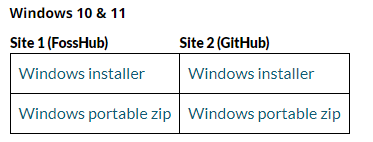 Windows 10 & 11
Site 1 (FossHub) Site 2 (GitHub)
Windows installer Windows installer
Windows portable zip Windows portable zip